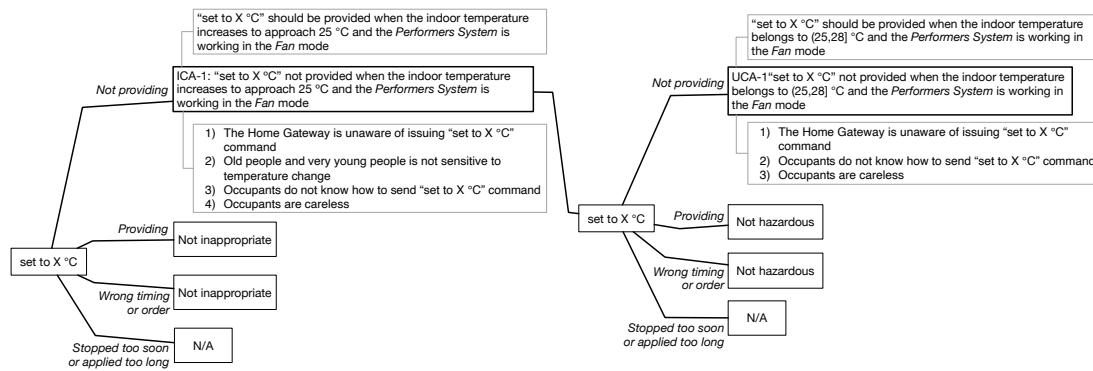 "set to X °C" should be provided when the indoor temperature
increases to approach 25 °C and the Performers System is
working in the Fan mode
Not providing
ICA-1: "set to X °C" not provided when the indoor temperature
increases to approach 25 °C and the Performers System is
working in the Fan mode
1) The Home Gateway is unaware of issuing "set to X °C"
command
2) Old people and very young people is not sensitive to
temperature change
3) Occupants do not know how to send "set to X °C" command
4) Occupants are careless
set to X °C
Providing
Not inappropriate
Wrong timing
or order
Not inappropriate
Stopped too soon
or applied too long
N/A
"set to X °C" should be provided when the indoor temperature
belongs to (25,28] °C and the Performers System is working in
the Fan mode
Not providing
UCA-1"set to X °C" not provided when the indoor temperature
belongs to (25,28] °C and the Performers System is working in
the Fan mode
1) The Home Gateway is unaware of issuing "set to X °C"
command
2) Occupants do not know how to send "set to X °C" command
3) Occupants are careless
set to X °C
Providing
Not hazardous
Wrong timing
or order
Not hazardous
Stopped too soon
or applied too long
N/A